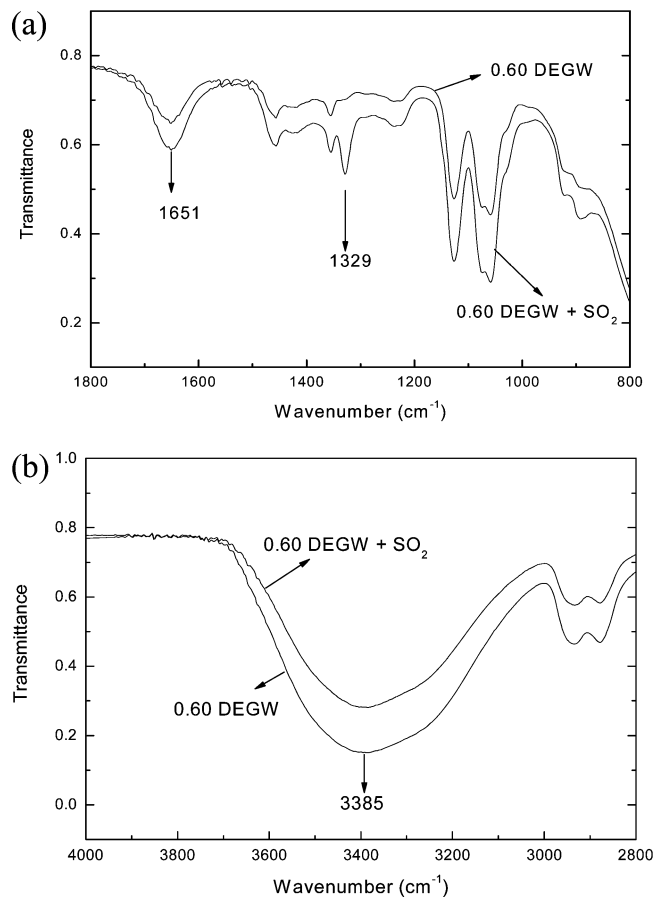 (a)
0.8
0.6
0.4
0.2
Transmittance
0.60 DEGW
1651
1329
0.60 DEGW + SO₂
1800 1600 1400 1200 1000 800
Wavenumber (cm⁻¹)
(b)
1.0
0.8
0.6
0.4
0.2
0.0
Transmittance
0.60 DEGW + SO₂
0.60 DEGW
3385
4000 3800 3600 3400 3200 3000 2800
Wavenumber (cm⁻¹)